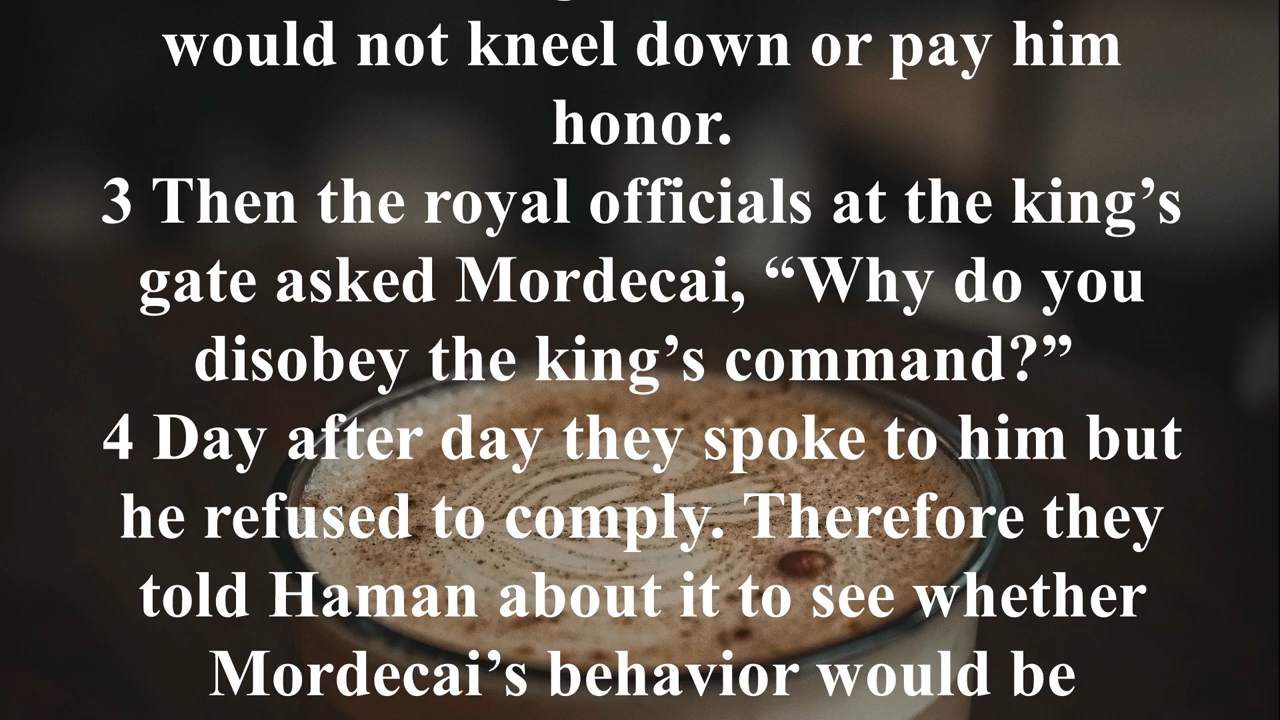 would not kneel down or pay him
honor.
3 Then the royal officials at the king’s
gate asked Mordecai, “Why do you
disobey the king’s command?”
4 Day after day they spoke to him but
he refused to comply. Therefore they
told Haman about it to see whether
Mordecai’s behavior would be